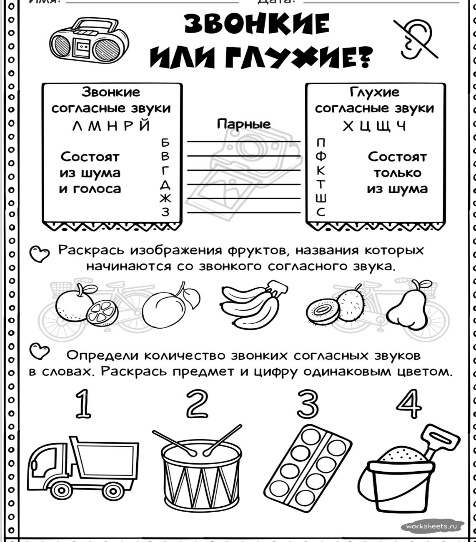 Имя: Дата:
ЗВОНКИЕ
ИЛИ ГЛУХИЕ?
Звонкие
согласные звуки
Л М Н Р Й
Состоят
из шума
и голоса
Б
В
Г
Д
Ж
З
Парные
Глухие
согласные звуки
Х Ц Щ Ч
П
Ф
К
Т
Ш
С
Состоят
только
из шума
Раскрась изображения фруктов, названия которых
начинаются со звонкого согласного звука.
Определи количество звонких согласных звуков
в словах. Раскрась предмет и цифру одинаковым цветом.
1 2 3 4
worksheets.ru